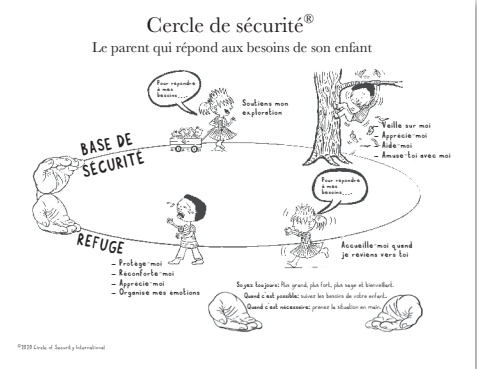 Cercle de sécurité®
Le parent qui répond aux besoins de son enfant
Pour répondre
à mes
besoins....
Soutiens mon
exploration
– Veille sur moi
– Apprécie-moi
– Aide-moi
– Amuse-toi avec moi
BASE DE
SÉCURITÉ
Pour répondre
à mes
besoins....
REFUGE
– Protège-moi
– Réconforte-moi
– Apprécie-moi
– Organise mes émotions
Accueille-moi quand
je reviens vers toi
Soyez toujours: Plus grand, plus fort, plus sage et bienveillant.
Quand c'est possible: suivez les besoins de votre enfant.
Quand c'est nécessaire: prenez la situation en main.
©2020 Circle of Security International